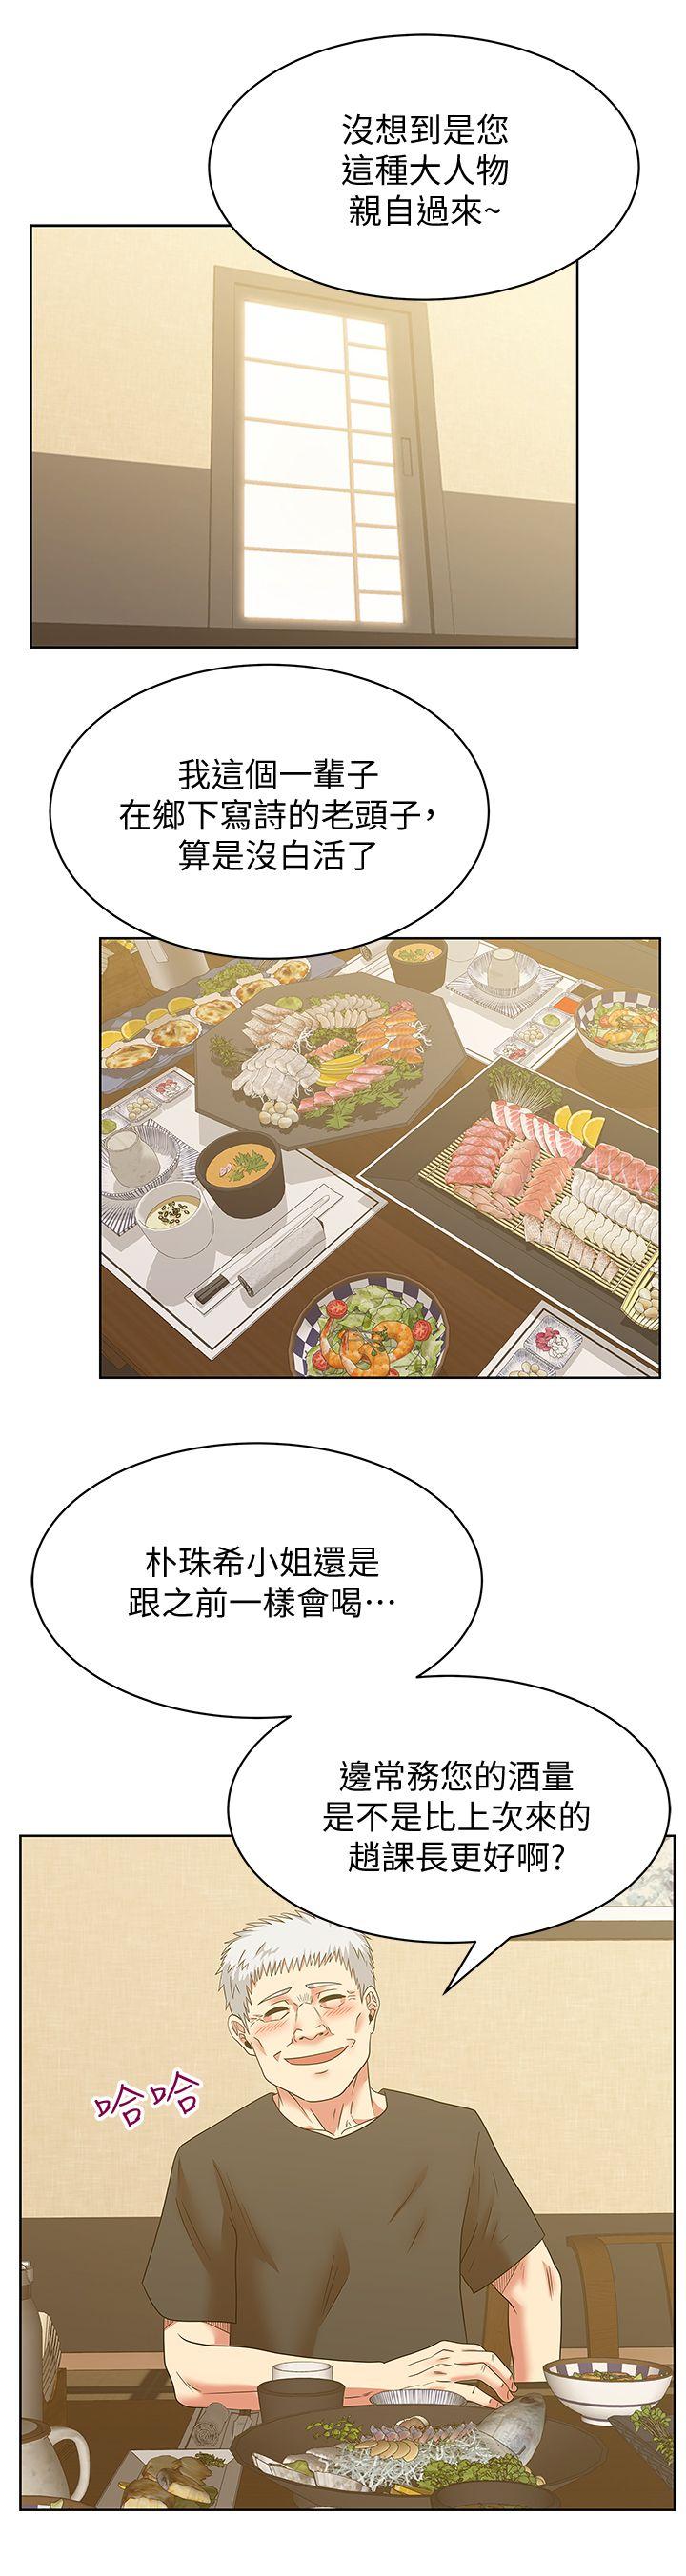 沒想到是您
這種大人物
親自過來~
我這個一輩子
在鄉下寫詩的老頭子,
算是沒白活了
朴珠希小姐還是
跟之前一樣會喝…
邊常務您的酒量
是不是比上次來的
趙課長更好啊?
哈哈